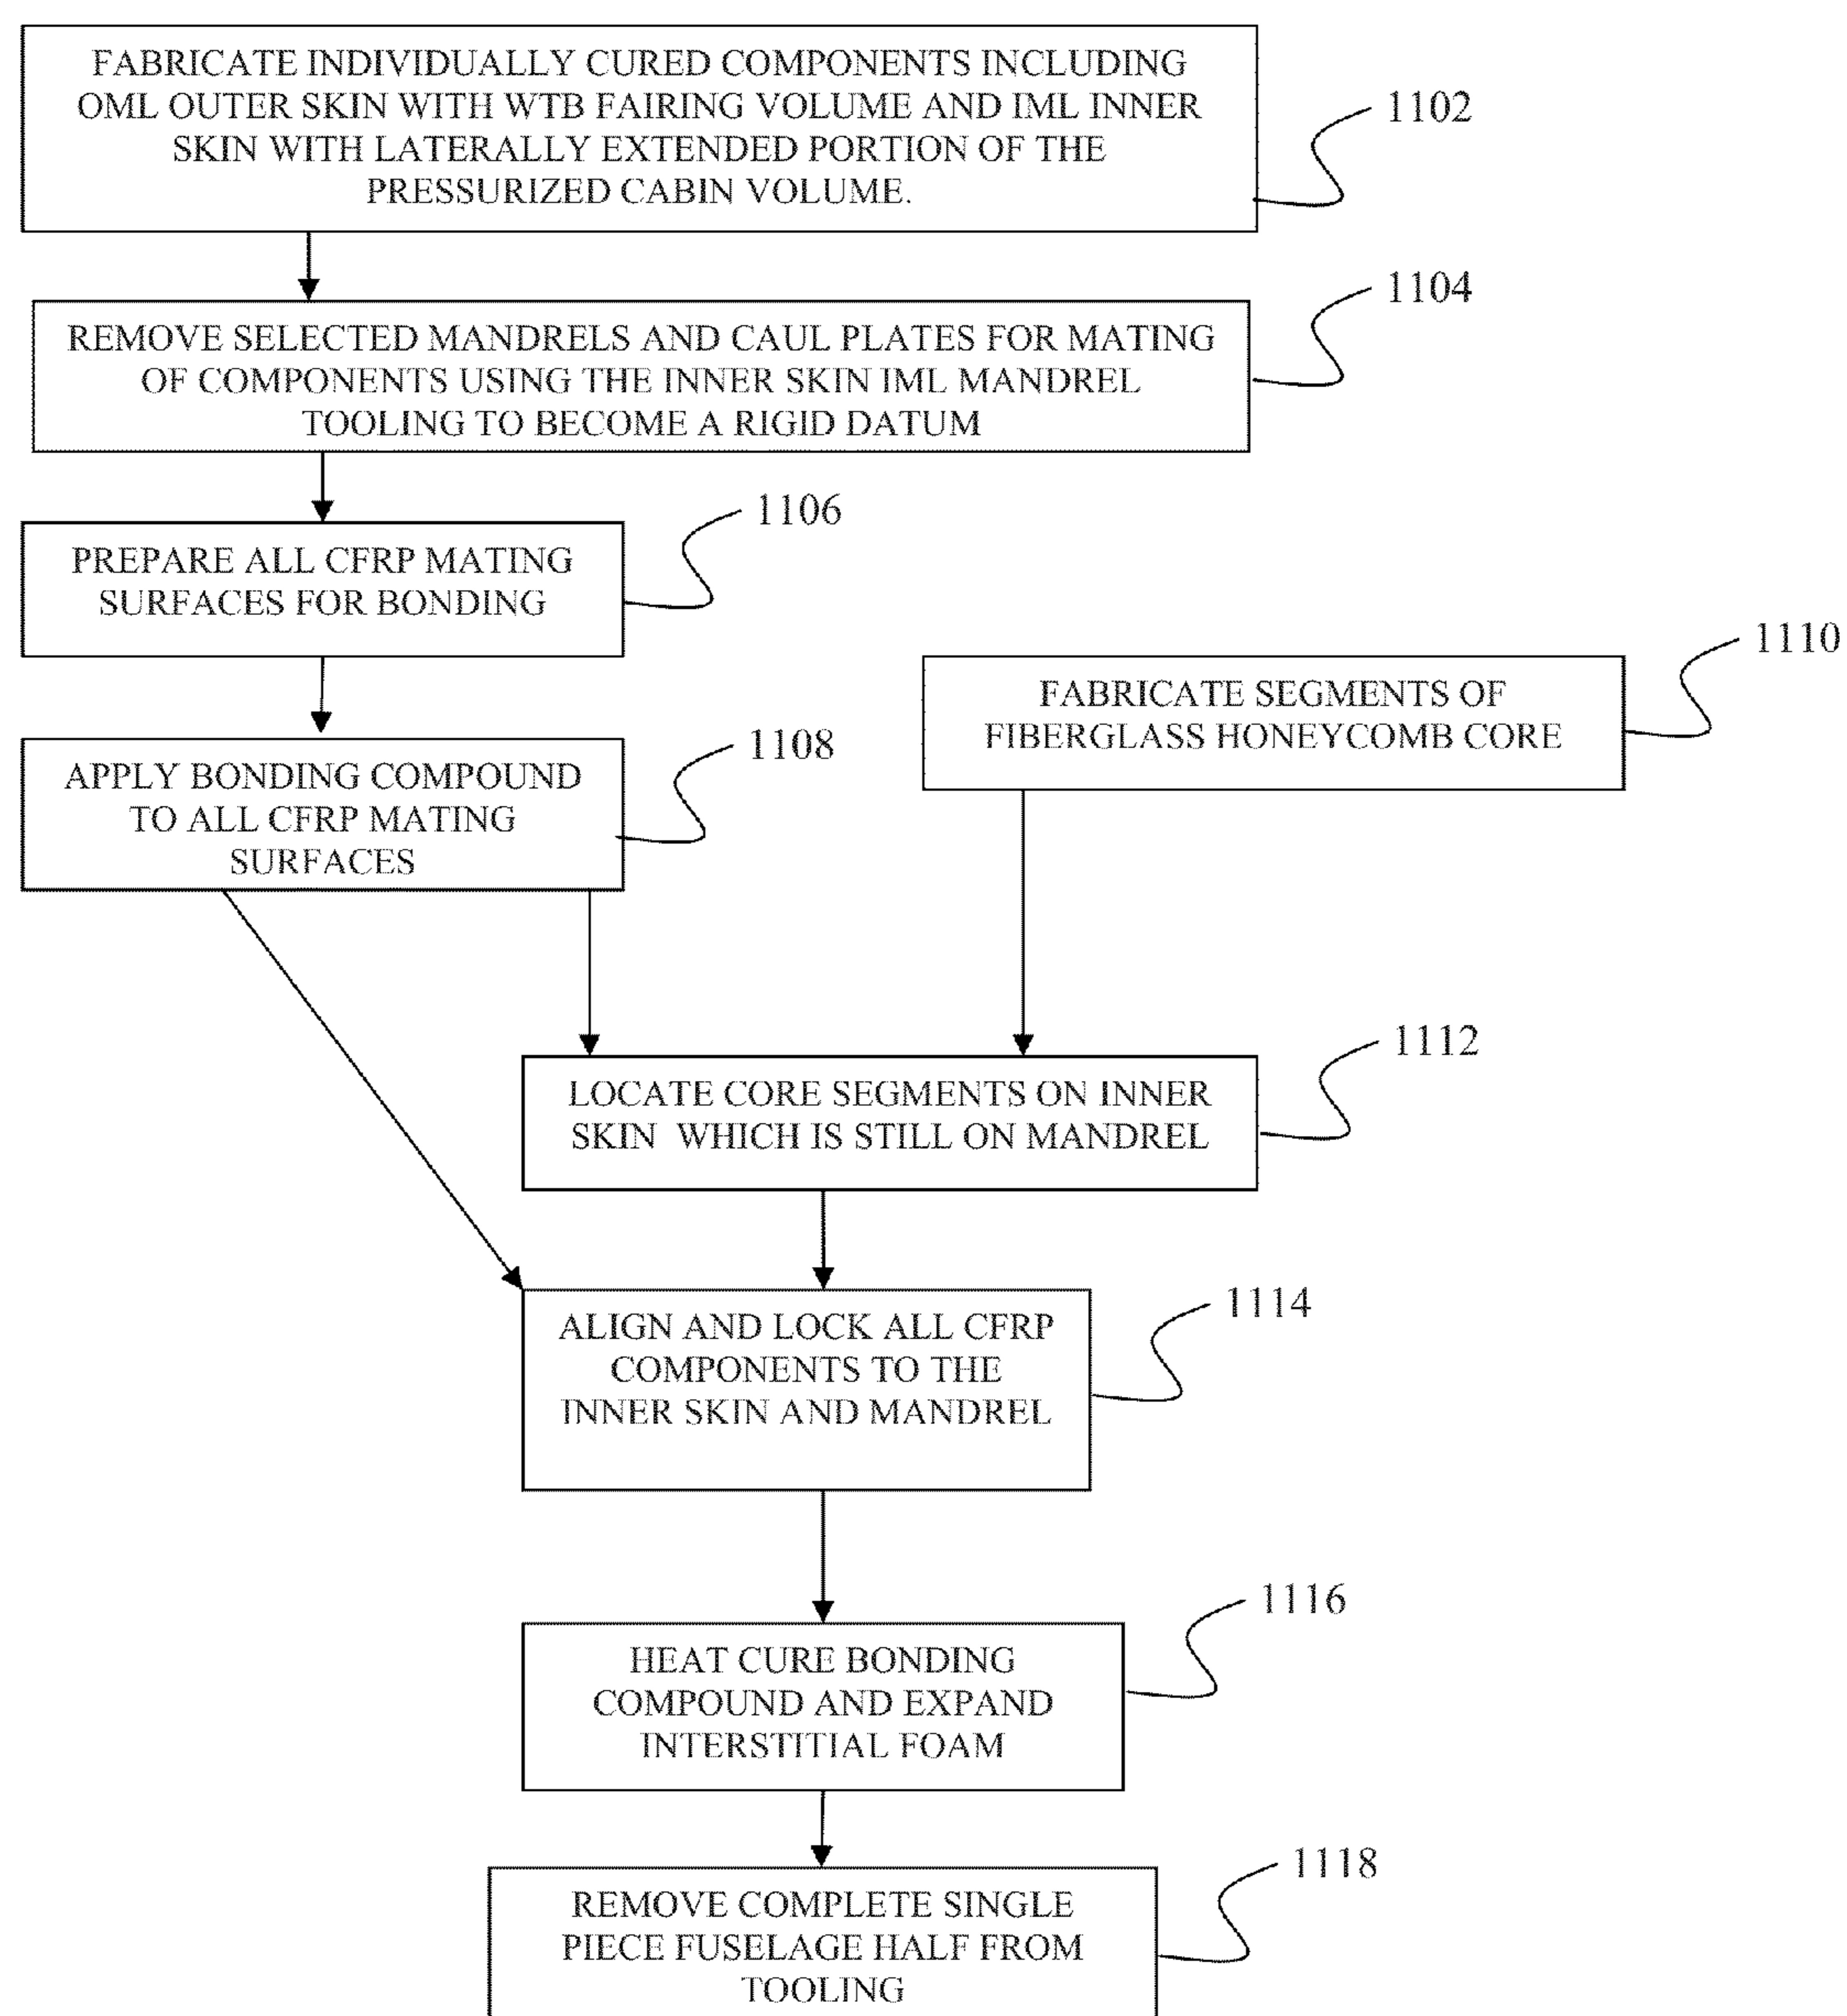 FABRICATE INDIVIDUALLY CURED COMPONENTS INCLUDING
OML OUTER SKIN WITH WTB FAIRING VOLUME AND IML INNER
SKIN WITH LATERALLY EXTENDED PORTION OF THE
PRESSURIZED CABIN VOLUME.
1102
REMOVE SELECTED MANDRELS AND CAUL PLATES FOR MATING
OF COMPONENTS USING THE INNER SKIN IML MANDREL
TOOLING TO BECOME A RIGID DATUM
1104
PREPARE ALL CFRP MATING
SURFACES FOR BONDING
1106
APPLY BONDING COMPOUND
TO ALL CFRP MATING
SURFACES
1108
FABRICATE SEGMENTS OF
FIBERGLASS HONEYCOMB CORE
1110
LOCATE CORE SEGMENTS ON INNER
SKIN WHICH IS STILL ON MANDREL
1112
ALIGN AND LOCK ALL CFRP
COMPONENTS TO THE
INNER SKIN AND MANDREL
1114
HEAT CURE BONDING
COMPOUND AND EXPAND
INTERSTITIAL FOAM
1116
REMOVE COMPLETE SINGLE
PIECE FUSELAGE HALF FROM
TOOLING
1118